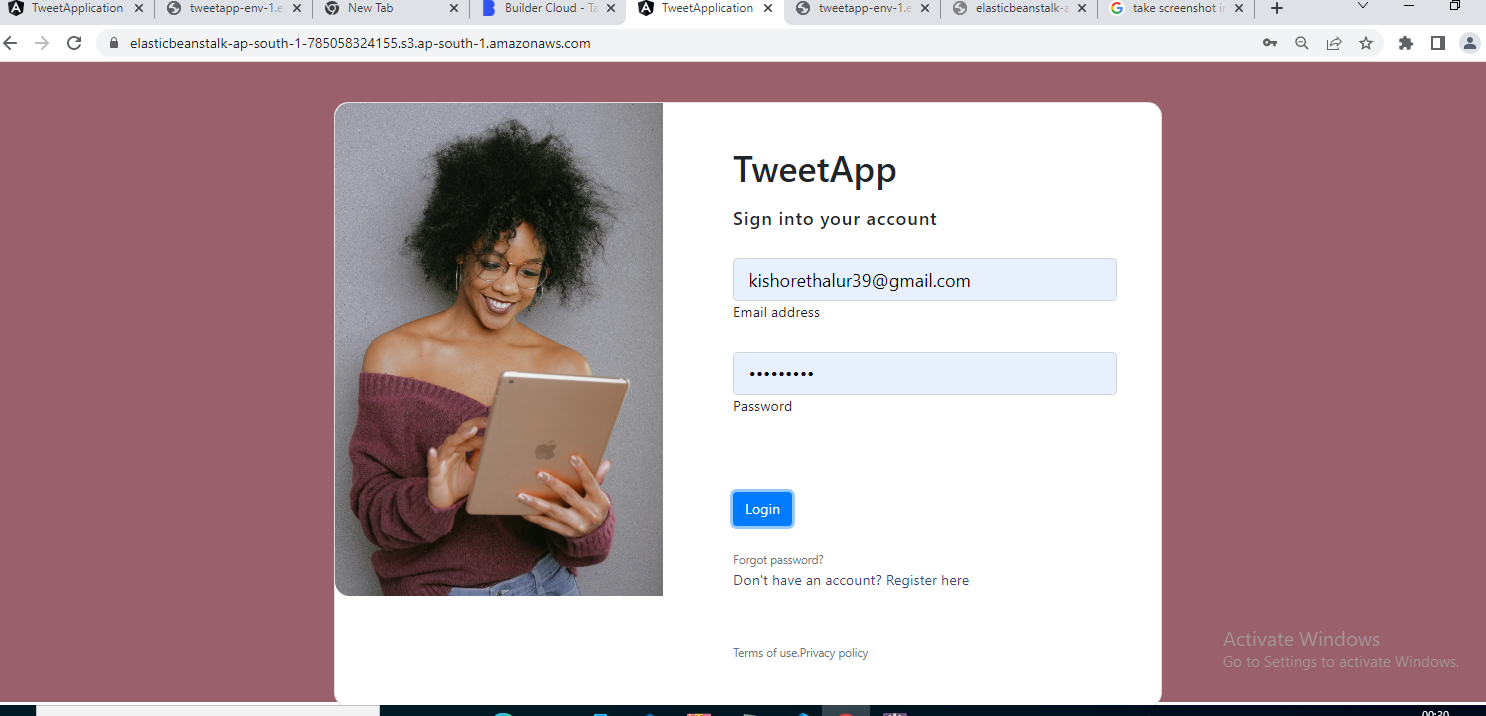 TweetApplication
tweetapp-env-1.e
New Tab
Builder Cloud - Ta
TweetApplication
tweetapp-env-1.e
elasticbeanstalk-a
take screenshot in
elasticbeanstalk-ap-south-1-785058324155.s3.ap-south-1.amazonaws.com
TweetApp
Sign into your account
kishorethalur39@gmail.com
Email address
•••••••••
Password
Login
Forgot password?
Don't have an account? Register here
Terms of use.Privacy policy
Activate Windows
Go to Settings to activate Windows.